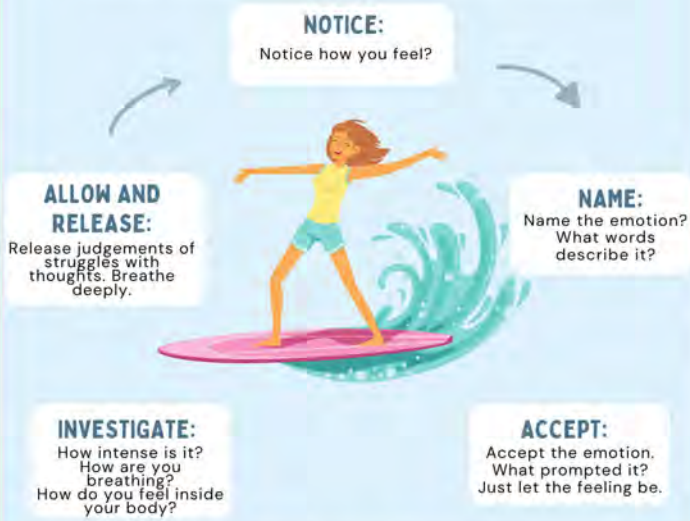 NOTICE:
Notice how you feel?
NAME:
Name the emotion?
What words
describe it?
ACCEPT:
Accept the emotion.
What prompted it?
Just let the feeling be.
INVESTIGATE:
How intense is it?
How are you
breathing?
How do you feel inside
your body?
ALLOW AND
RELEASE:
Release judgements of
struggles with
thoughts. Breathe
deeply.